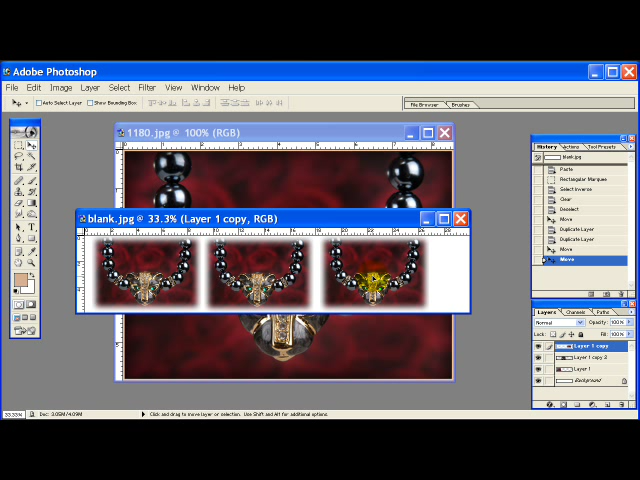 Adobe Photoshop
File Edit Image Layer Select Filter View Window Help
Auto Select Layer Show Bounding Box File Browser Brushes
1180.jpg @ 100% (RGB)
blank.jpg @ 33.3% (Layer 1 copy, RGB)
History Actions Tool Presets
blank.jpg
Paste
Rectangular Marquee
Select Inverse
Clear
Deselect
Move
Duplicate Layer
Duplicate Layer
Move
Move
Layers Channels Paths
Normal Opacity: 100%
Lock: Fill: 100%
Layer 1 copy
Layer 1 copy 2
Layer 1
Background
33.33% Doc: 3.05M/4.09M Click and drag to move layer or selection. Use Shift and Alt for additional options.